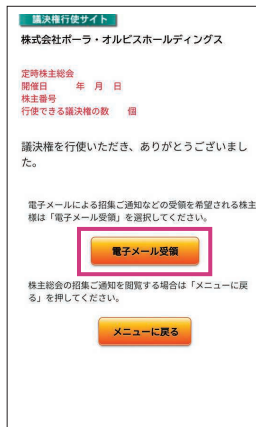 議決権行使サイト
株式会社ポーラ・オルビスホールディングス
定時株主総会
開催日　　年　月　日
株主番号
行使できる議決権の数　　個
議決権を行使いただき、ありがとうございまし
た。
電子メールによる招集ご通知などの受領を希望される株主
様は「電子メール受領」を選択してください。
電子メール受領
株主総会の招集ご通知を閲覧する場合は「メニューに戻
る」を押してください。
メニューに戻る